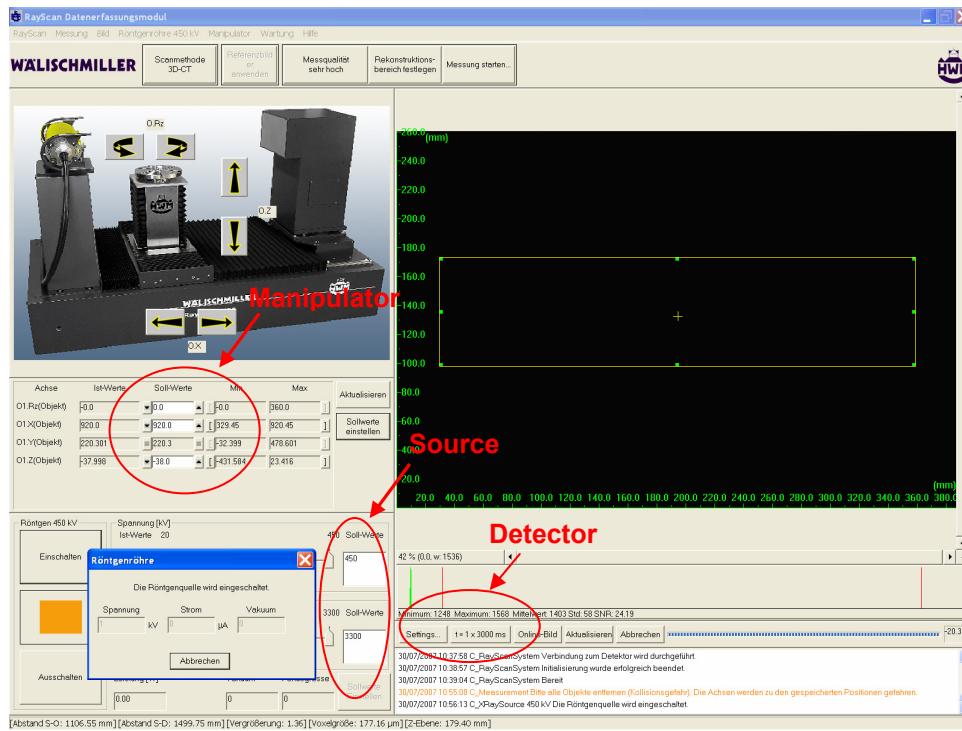 RayScan Datenerfassungsmodul
RayScan Messung Bild Röntgenröhre 450 kV Manipulator Wartung Hilfe
WÄLISCHMILLER
Scanmethode
3D-CT
Referenzbild
er
anwenden
Messqualität
sehr hoch
Rekonstruktions-
bereich festlegen
Messung starten...
HWM
O.Rz
O.Z
O.X
HWM
HWM
WÄLISCHMILLER
Manipulator
260.0 (mm)
240.0
220.0
200.0
180.0
160.0
140.0
120.0
100.0
80.0
60.0
40.0
20.0
(mm)
20.0 40.0 60.0 80.0 100.0 120.0 140.0 160.0 180.0 200.0 220.0 240.0 260.0 280.0 300.0 320.0 340.0 360.0 380.0
Achse Ist-Werte Soll-Werte Min Max
O1.Rz(Objekt) -0.0 0.0 [ -0.0 360.0 ]
O1.X(Objekt) 920.0 920.0 [ 329.45 920.45 ]
O1.Y(Objekt) 220.301 220.3 [ -32.399 478.601 ]
O1.Z(Objekt) -37.998 -38.0 [ -431.584 23.416 ]
Aktualisieren
Sollwerte
einstellen
Source
Detector
Röntgen 450 kV
Einschalten
Ausschalten
Spannung [kV]
Ist-Werte 20
450 Soll-Werte
450
3300 Soll-Werte
3300
Röntgenröhre
Die Röntgenquelle wird eingeschaltet.
Spannung Strom Vakuum
1 kV 0 µA 0
Abbrechen
0.00 0 0
Sollwerte
einstellen
42 % (0.0, w: 1536)
Minimum: 1248 Maximum: 1568 Mittelwert: 1403 Std: 58 SNR: 24.19
Settings... t = 1 x 3000 ms Online-Bild Aktualisieren Abbrechen -20.3
30/07/2007 10:37:58 C_RayScanSystem Verbindung zum Detektor wird durchgeführt.
30/07/2007 10:38:57 C_RayScanSystem Initialisierung wurde erfolgreich beendet.
30/07/2007 10:39:04 C_RayScanSystem Bereit
30/07/2007 10:55:08 C_Measurement Bitte alle Objekte entfernen (Kollisionsgefahr). Die Achsen werden zu den gespeicherten Positionen gefahren.
30/07/2007 10:56:13 C_XRaySource 450 kV Die Röntgenquelle wird eingeschaltet.
[Abstand S-O: 1106.55 mm] [Abstand S-D: 1499.75 mm] [Vergrößerung: 1.36] [Voxelgröße: 177.16 µm] [Z-Ebene: 179.40 mm]